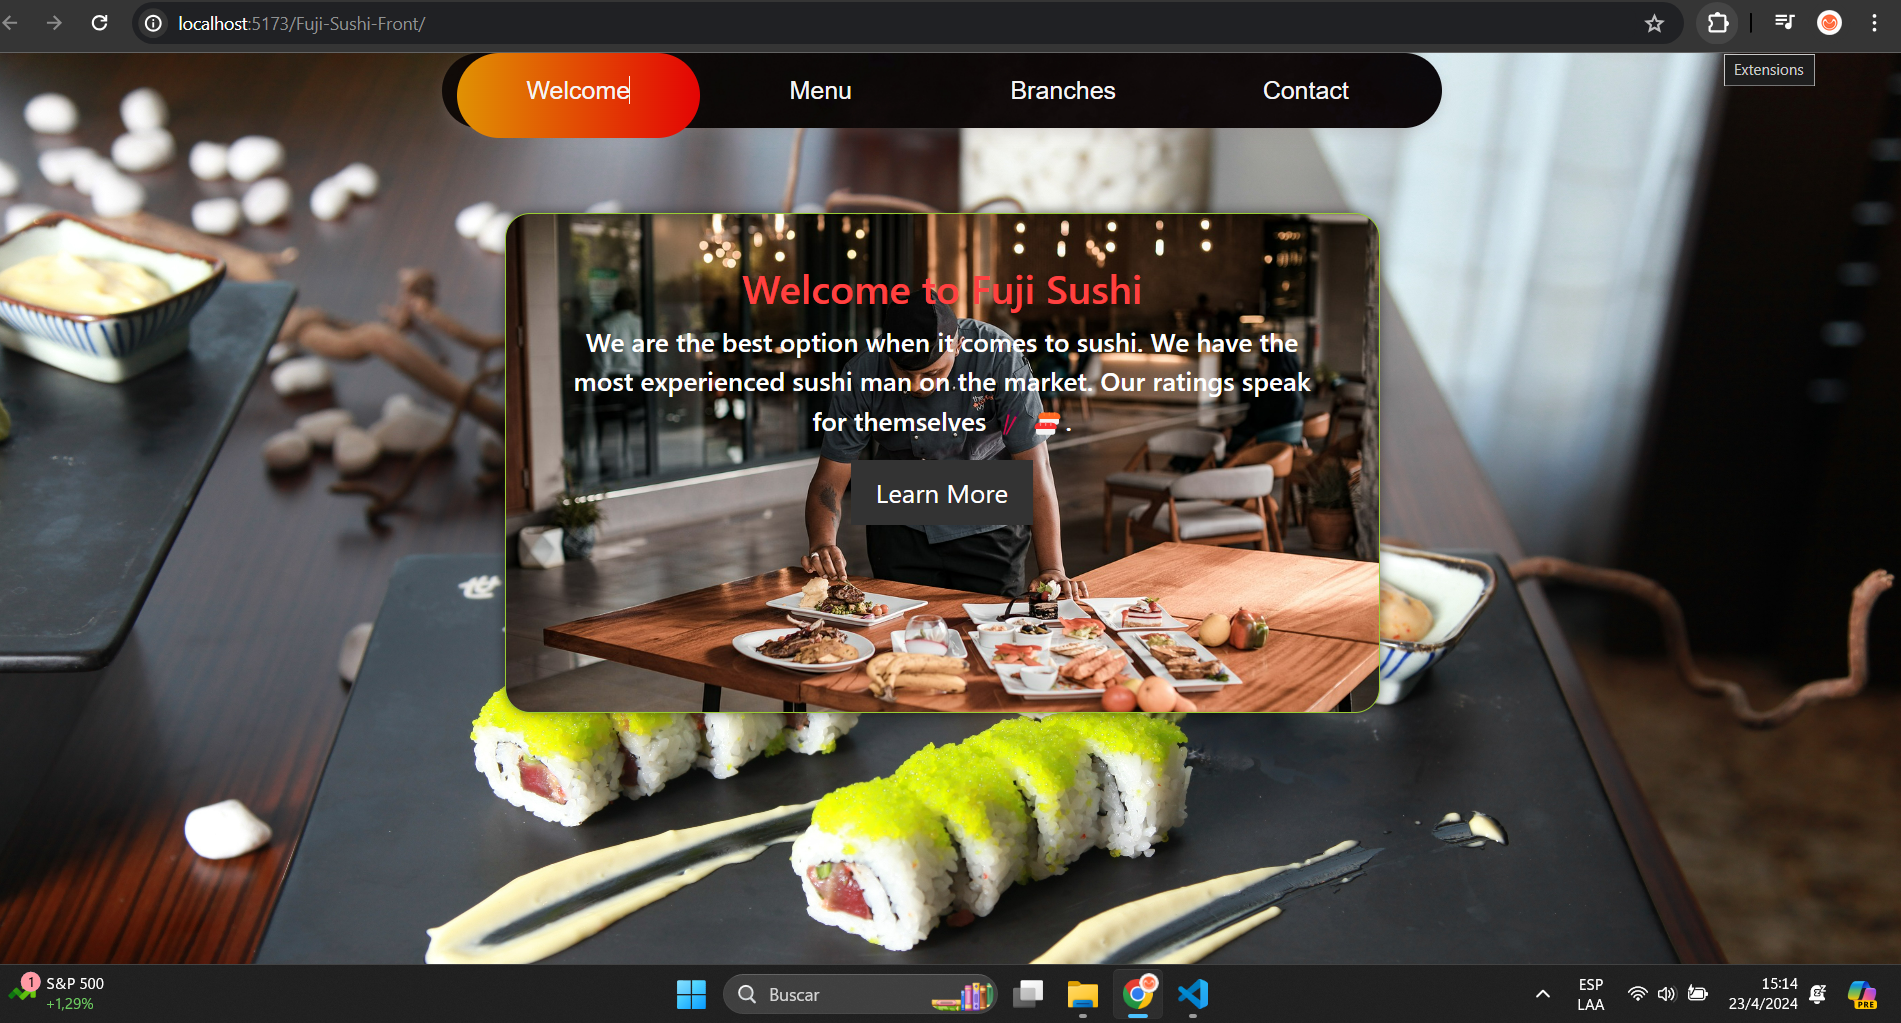 localhost:5173/Fuji-Sushi-Front/
Extensions
Welcome Menu Branches Contact
Welcome to Fuji Sushi
We are the best option when it comes to sushi. We have the
most experienced sushi man on the market. Our ratings speak
for themselves 🥢 🍣.
Learn More
1 S&P 500
+1,29%
Buscar
ESP
LAA
15:14
23/4/2024
PRE